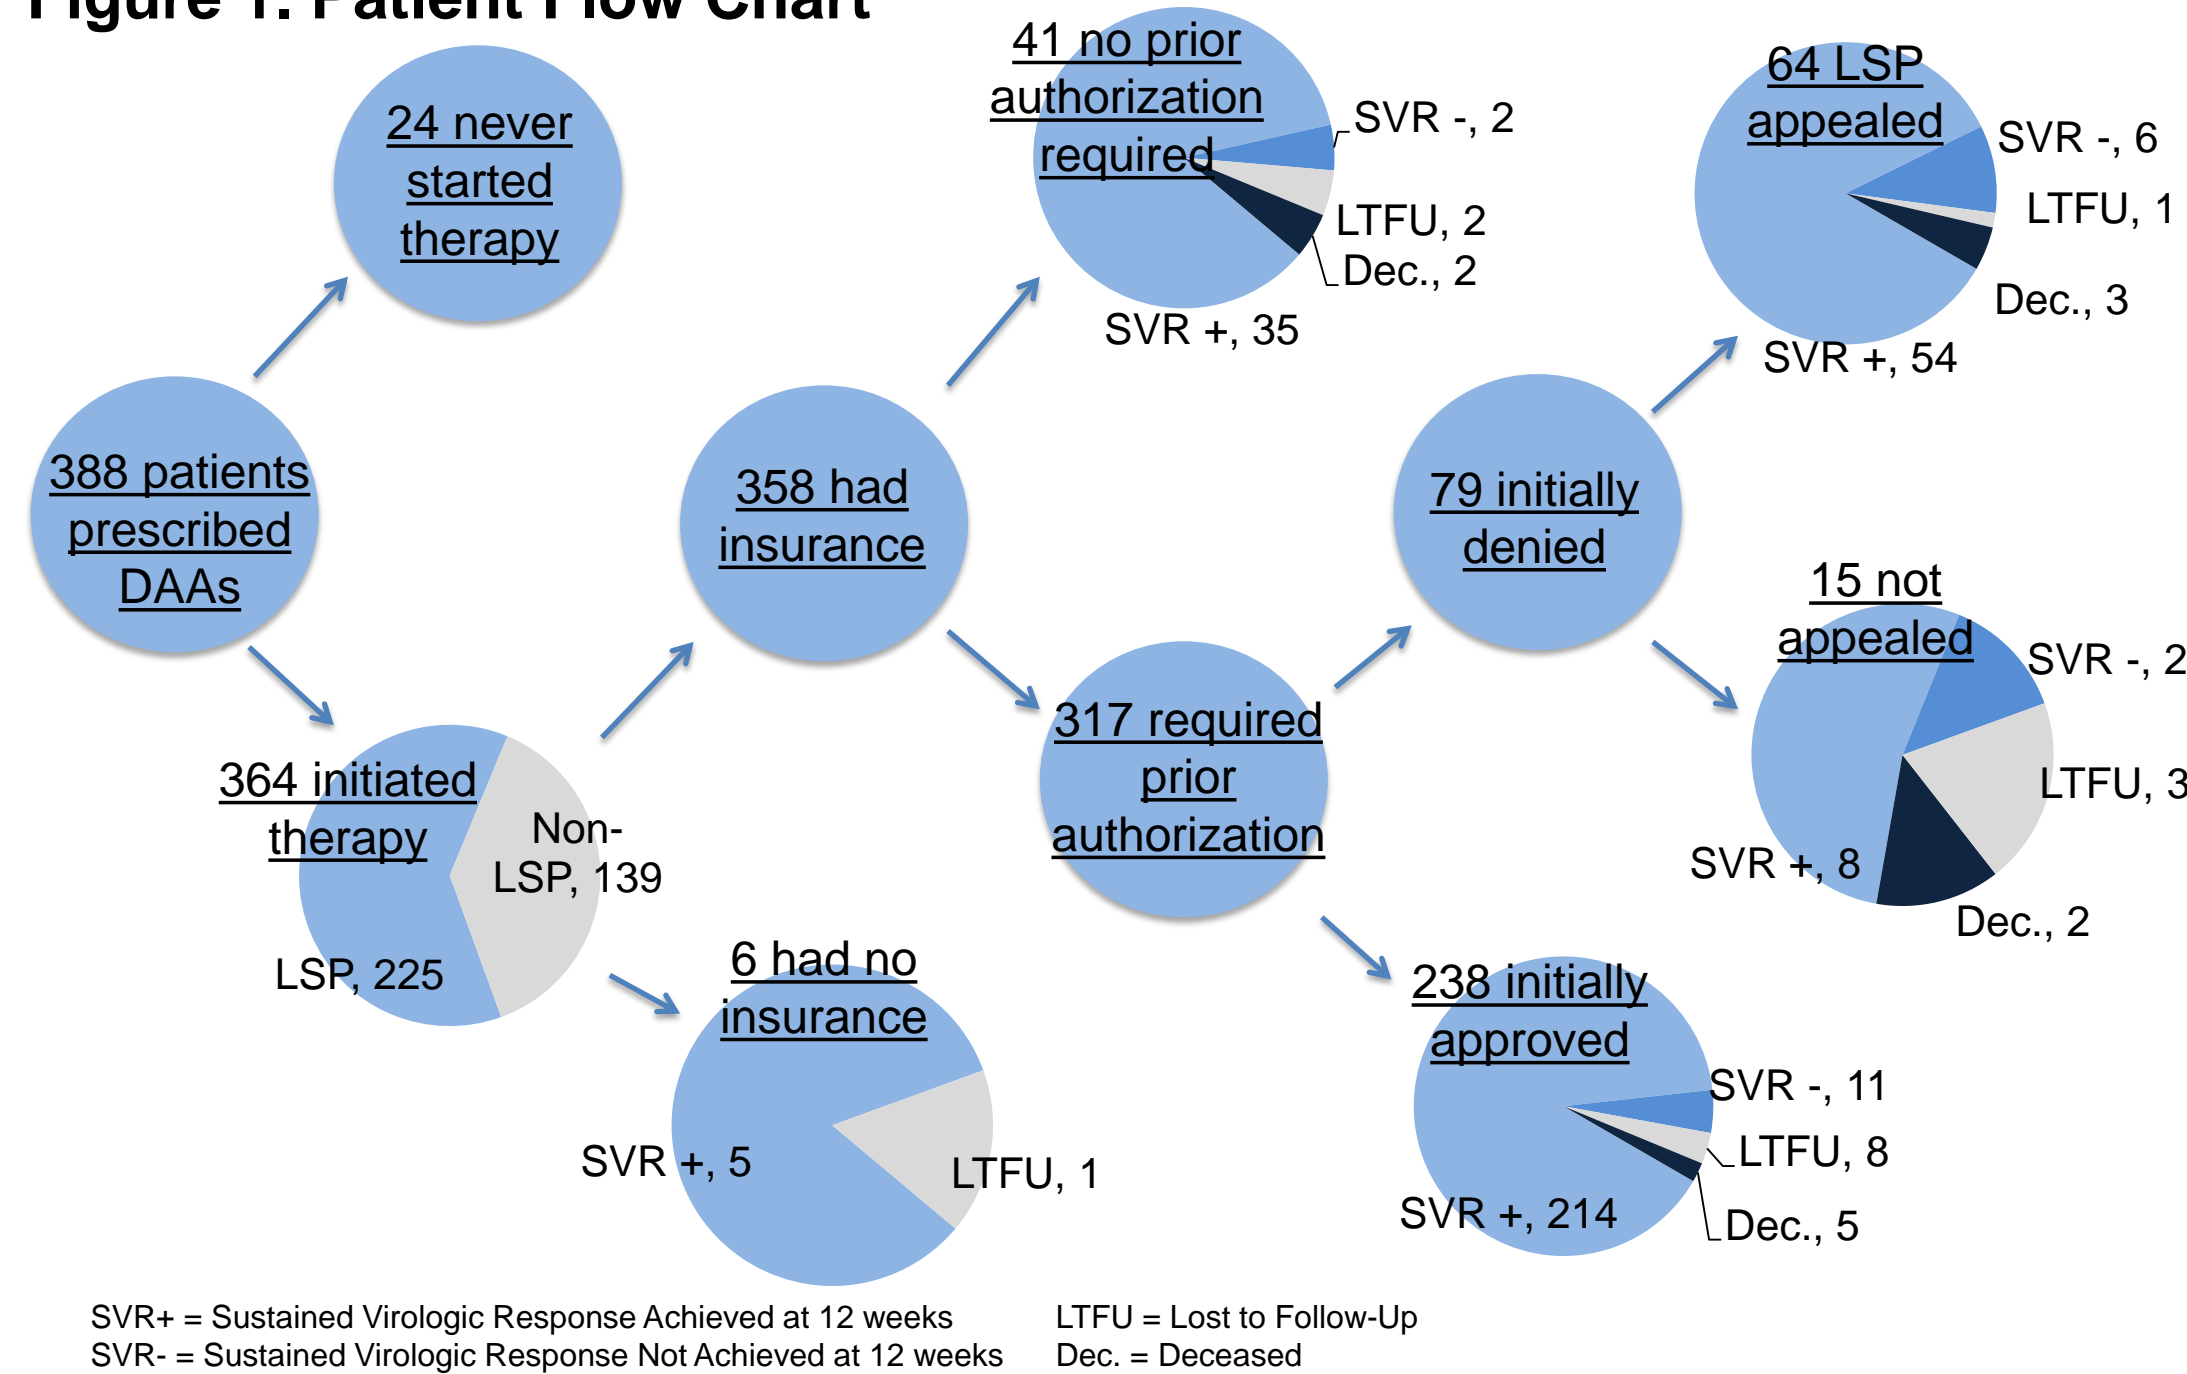 Figure 1. Patient Flow Chart
24 never
started
therapy
388 patients
prescribed
DAAs
364 initiated
therapy
Non-
LSP, 139
LSP, 225
358 had
insurance
6 had no
insurance
SVR +, 5
LTFU, 1
41 no prior
authorization
required
SVR -, 2
LTFU, 2
Dec., 2
SVR +, 35
317 required
prior
authorization
79 initially
denied
64 LSP
appealed
SVR -, 6
LTFU, 1
Dec., 3
SVR +, 54
15 not
appealed
SVR -, 2
LTFU, 3
SVR +, 8
Dec., 2
238 initially
approved
SVR -, 11
LTFU, 8
Dec., 5
SVR +, 214
SVR+ = Sustained Virologic Response Achieved at 12 weeks
SVR- = Sustained Virologic Response Not Achieved at 12 weeks
LTFU = Lost to Follow-Up
Dec. = Deceased